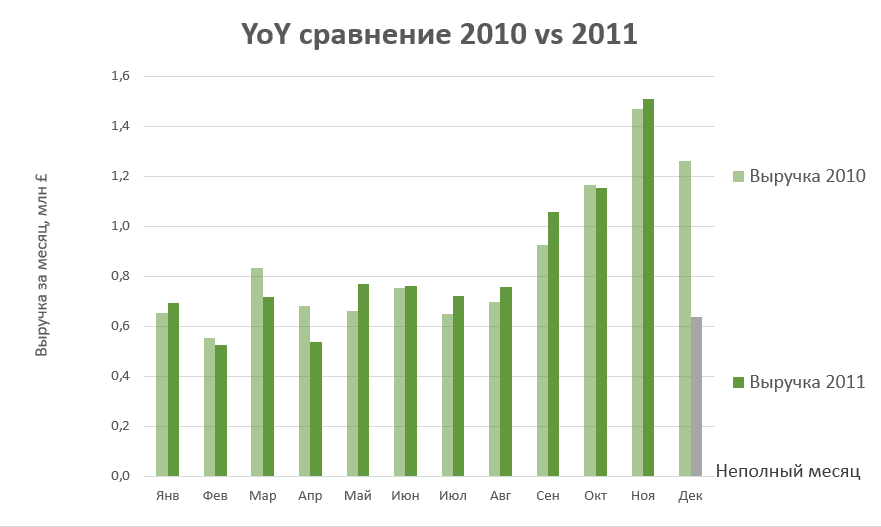 YoY сравнение 2010 vs 2011
Выручка за месяц, млн £
1,6
1,4
1,2
1,0
0,8
0,6
0,4
0,2
0,0
Янв Фев Мар Апр Май Июн Июл Авг Сен Окт Ноя Дек
Выручка 2010
Выручка 2011
Неполный месяц